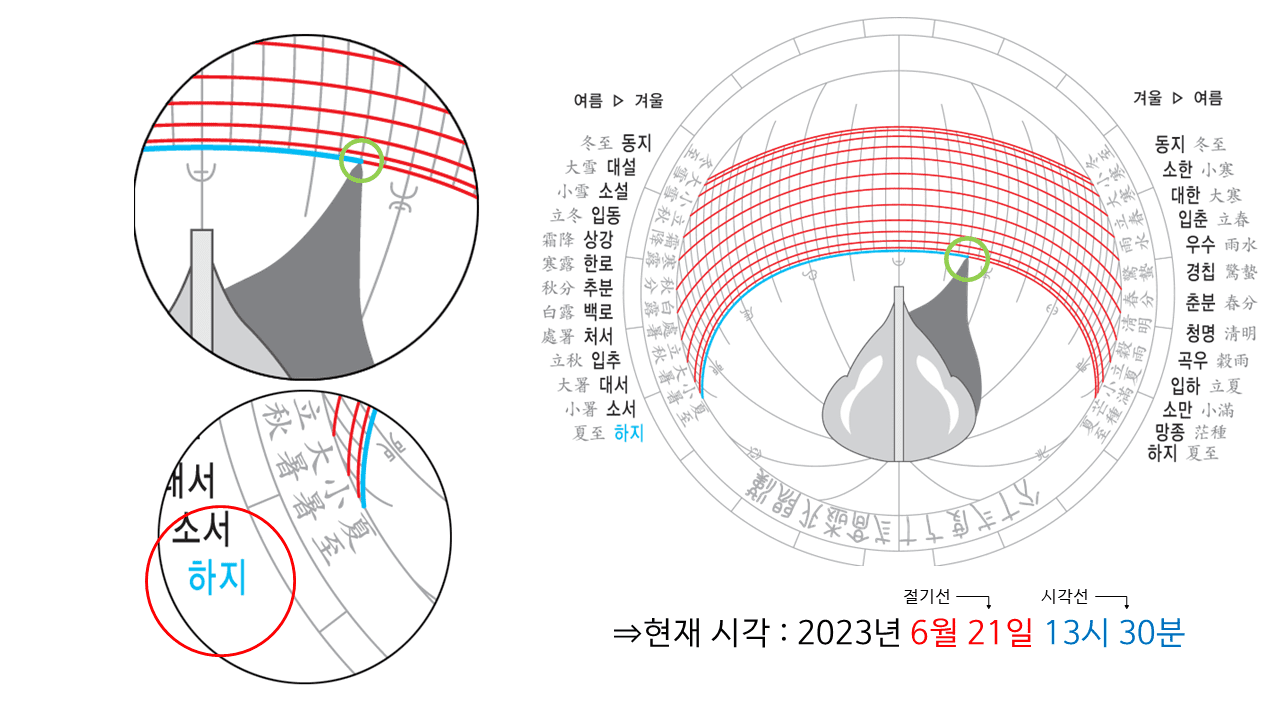 여름 ▷ 겨울
冬至 동지
大雪 대설
小雪 소설
立冬 입동
霜降 상강
寒露 한로
秋分 추분
白露 백로
處署 처서
立秋 입추
大暑 대서
小暑 소서
夏至 하지
겨울 ▷ 여름
동지 冬至
소한 小寒
대한 大寒
입춘 立春
우수 雨水
경칩 驚蟄
춘분 春分
청명 清明
곡우 穀雨
입하 立夏
소만 小滿
망종 茫種
하지 夏至
대서
소서
하지
立秋
大暑
小暑
夏至
절기선
시각선
⇒현재 시각 : 2023년 6월 21일 13시 30분